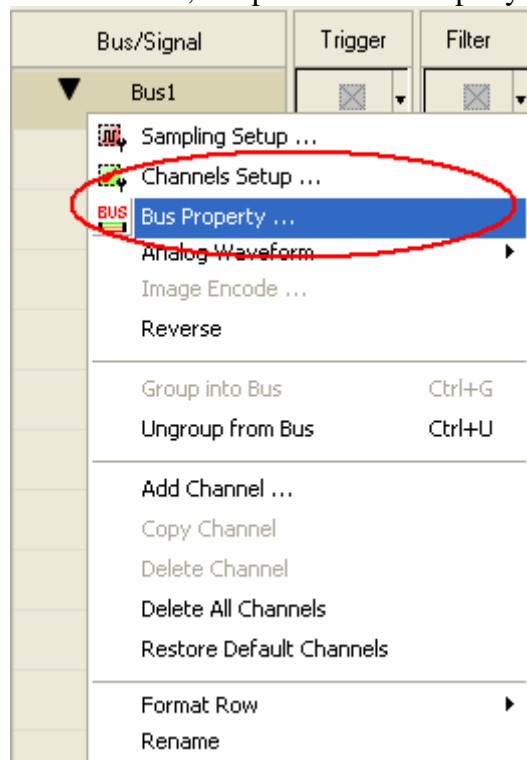 Bus/Signal Trigger Filter
Bus1
Sampling Setup ...
Channels Setup ...
BUS Bus Property ...
Analog Waveform
Image Encode ...
Reverse
Group into Bus Ctrl+G
Ungroup from Bus Ctrl+U
Add Channel ...
Copy Channel
Delete Channel
Delete All Channels
Restore Default Channels
Format Row
Rename